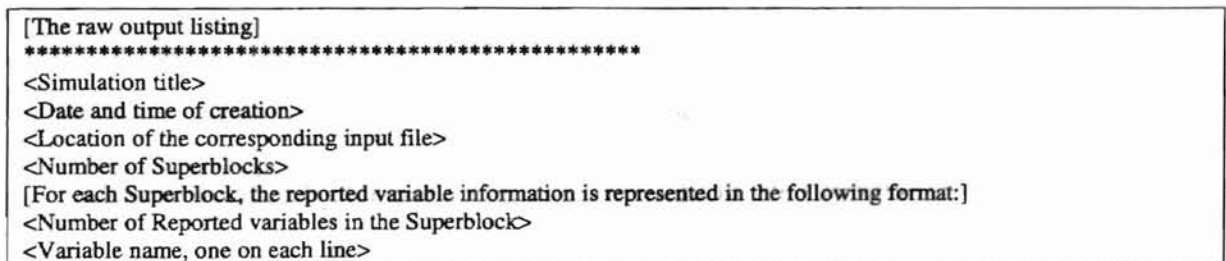 [The raw output listing]
**************************************************
<Simulation title>
<Date and time of creation>
<Location of the corresponding input file>
<Number of Superblocks>
[For each Superblock, the reported variable information is represented in the following format:]
<Number of Reported variables in the Superblock>
<Variable name, one on each line>